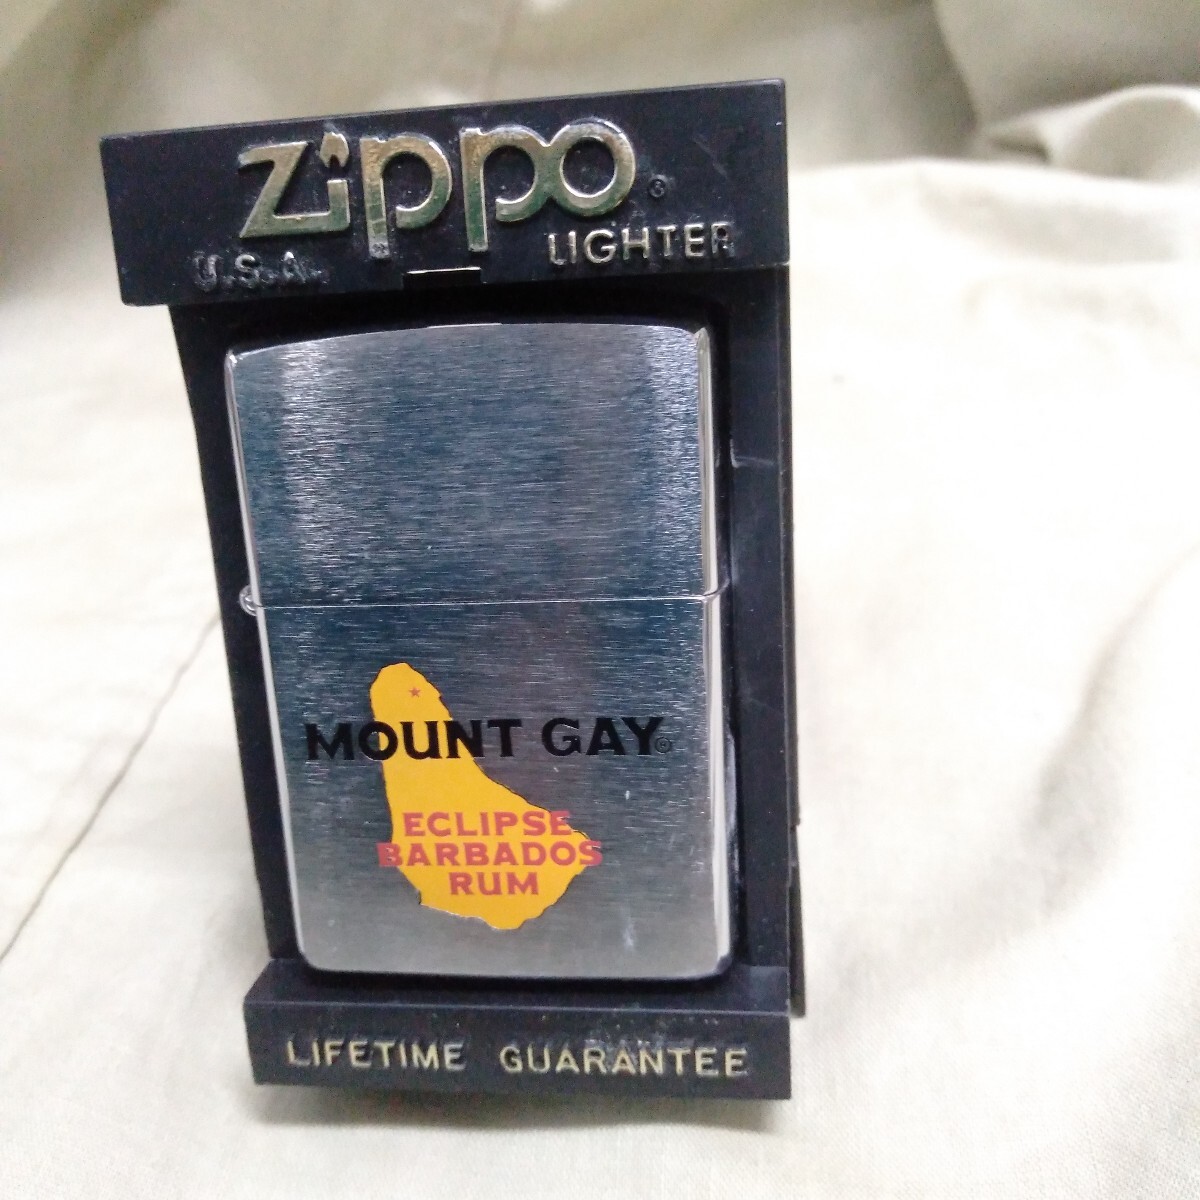 Zippo®
U.S.A. LIGHTER
MOUNT GAY®
ECLIPSE
BARBADOS
RUM
LIFETIME GUARANTEE